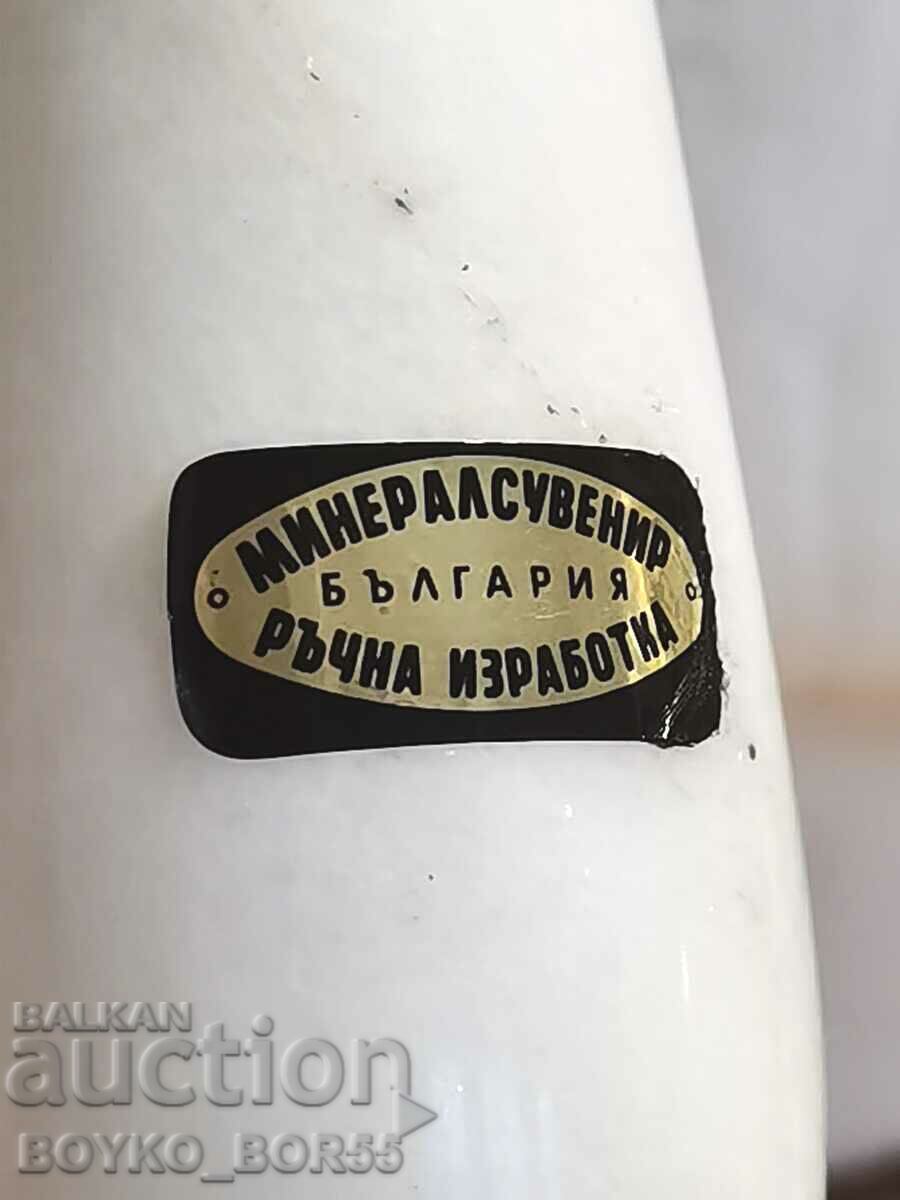 МИНЕРАЛСУВЕНИР
БЪЛГАРИЯ
РЪЧНА ИЗРАБОТКА
BALKAN
auction
BOYKO_BOR55